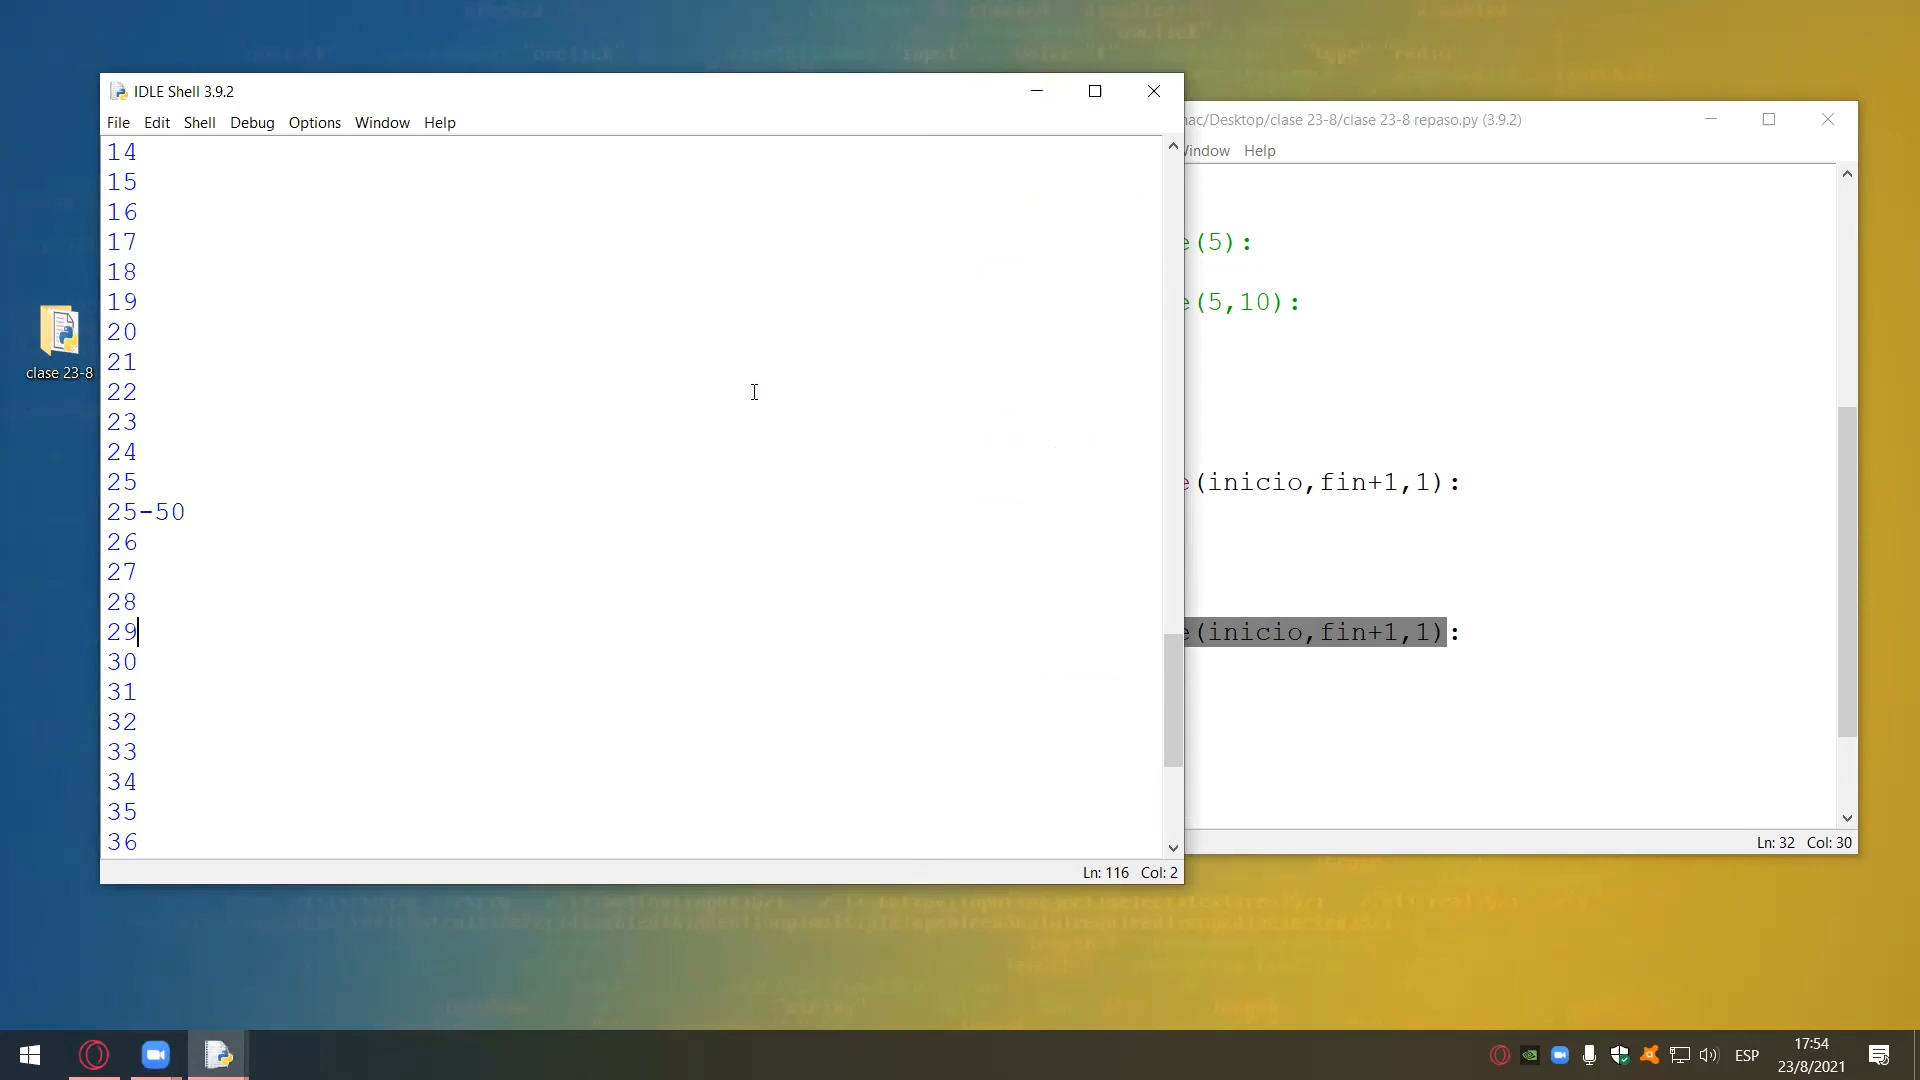 IDLE Shell 3.9.2
File Edit Shell Debug Options Window Help
14
15
16
17
18
19
20
21
22
23
24
25
25-50
26
27
28
29
30
31
32
33
34
35
36
Ln: 116 Col: 2
clase 23-8
ac/Desktop/clase 23-8/clase 23-8 repaso.py (3.9.2)
Window Help
e(5):
e(5,10):
e(inicio,fin+1,1):
e(inicio,fin+1,1):
Ln: 32 Col: 30
ESP
17:54
23/8/2021